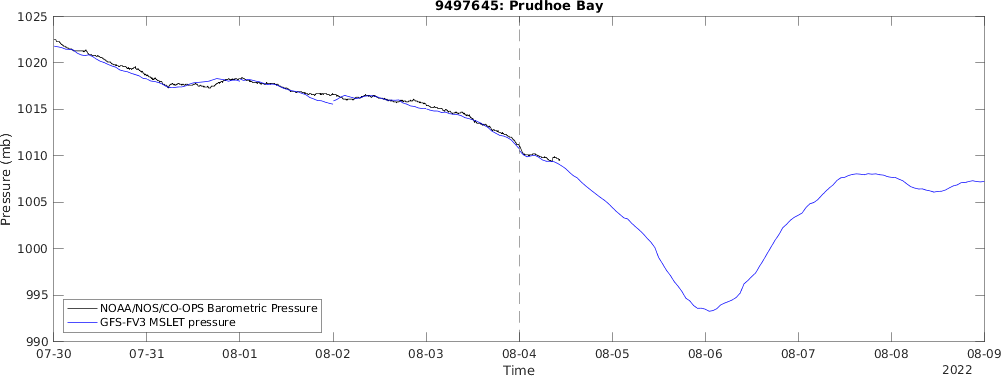 9497645: Prudhoe Bay
1025
1020
1015
1010
1005
1000
995
990
Pressure (mb)
NOAA/NOS/CO-OPS Barometric Pressure
GFS-FV3 MSLET pressure
07-30 07-31 08-01 08-02 08-03 08-04 08-05 08-06 08-07 08-08 08-09
Time
2022